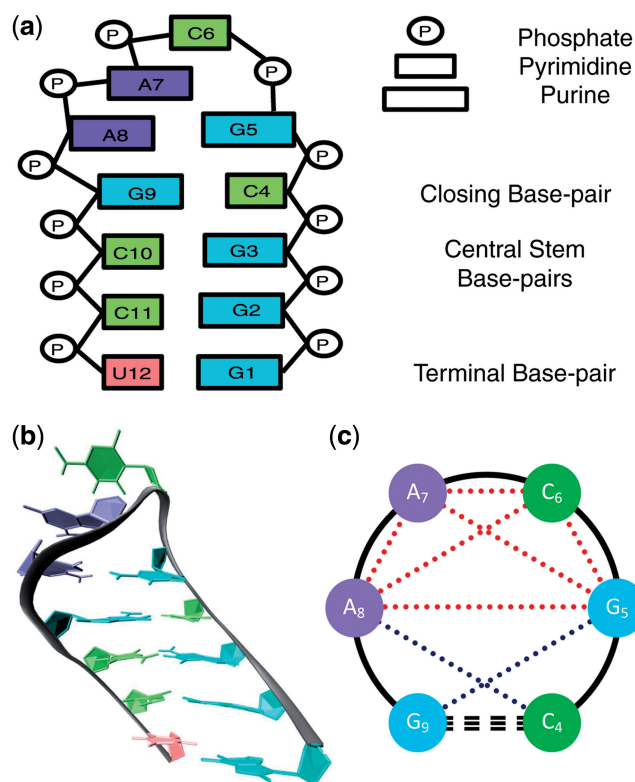 (a)
P
C6
P
A7
P
P
A8
G5
P
P
G9
C4
P
P
C10
G3
P
P
C11
G2
P
P
U12
G1
P
Phosphate
Pyrimidine
Purine
Closing Base-pair
Central Stem
Base-pairs
Terminal Base-pair
(b)
(c)
A7
C6
A8
G5
G9
C4